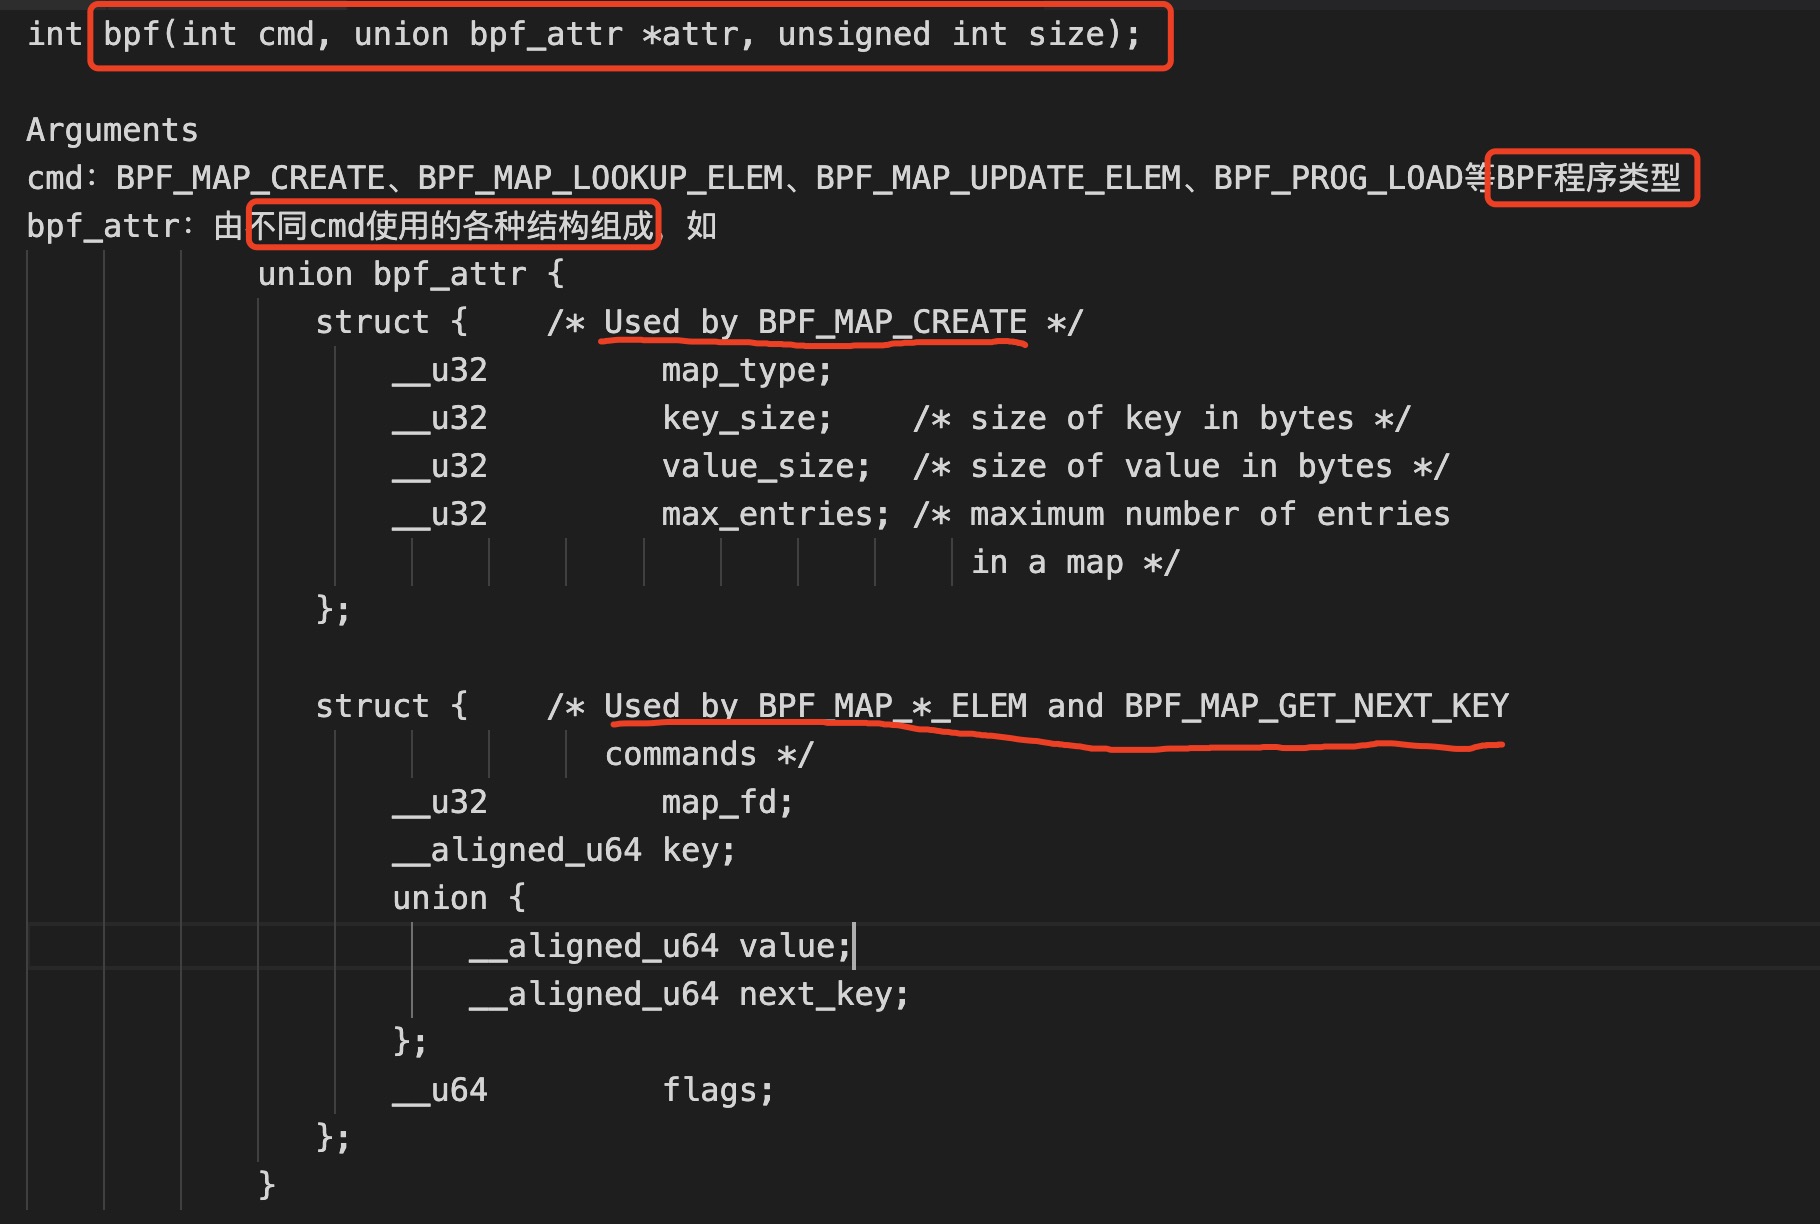 int bpf(int cmd, union bpf_attr *attr, unsigned int size);
Arguments
cmd：BPF_MAP_CREATE、BPF_MAP_LOOKUP_ELEM、BPF_MAP_UPDATE_ELEM、BPF_PROG_LOAD等BPF程序类型
bpf_attr：由不同cmd使用的各种结构组成，如
union bpf_attr {
struct {    /* Used by BPF_MAP_CREATE */
__u32         map_type;
__u32         key_size;    /* size of key in bytes */
__u32         value_size;  /* size of value in bytes */
__u32         max_entries; /* maximum number of entries
in a map */
};
struct {    /* Used by BPF_MAP_*_ELEM and BPF_MAP_GET_NEXT_KEY
commands */
__u32         map_fd;
__aligned_u64 key;
union {
__aligned_u64 value;
__aligned_u64 next_key;
};
__u64         flags;
};
}